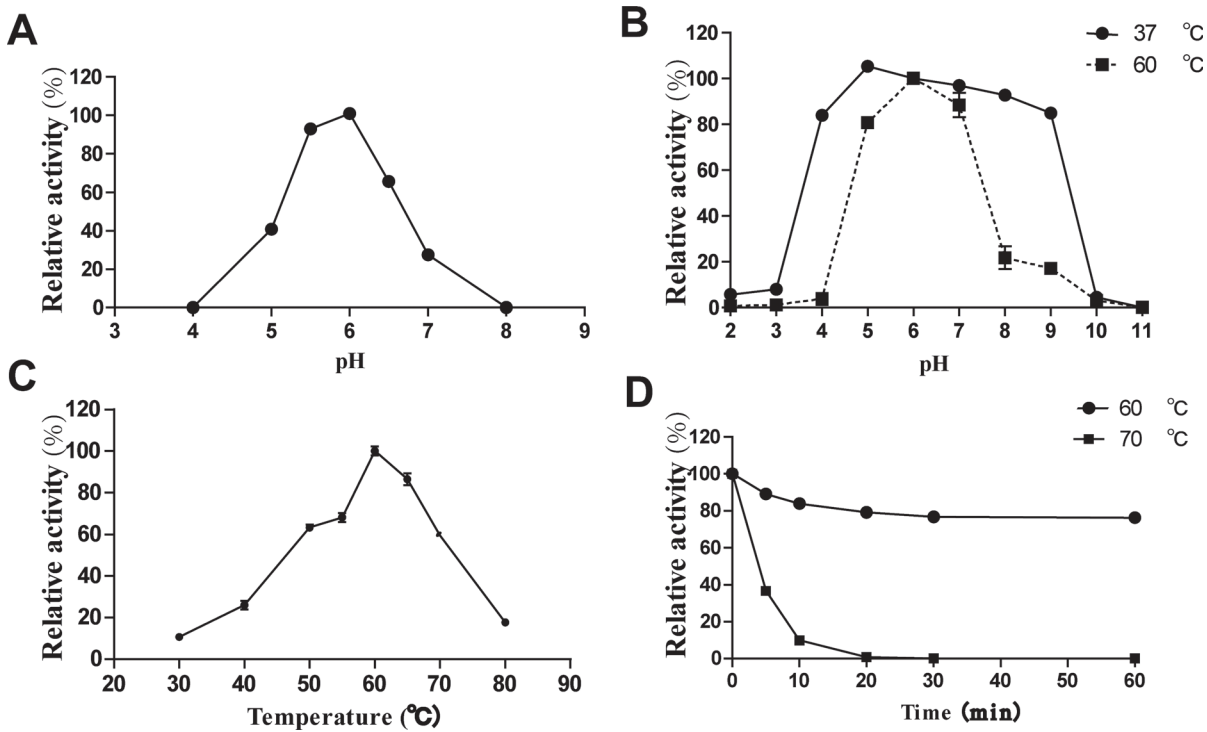 A
Relative activity (%)
120
100
80
60
40
20
0
3 4 5 6 7 8 9
pH
B
37 °C
60 °C
Relative activity (%)
120
100
80
60
40
20
0
2 3 4 5 6 7 8 9 10 11
pH
C
Relative activity (%)
120
100
80
60
40
20
0
20 30 40 50 60 70 80 90
Temperature (℃)
D
60 °C
70 °C
Relative activity (%)
120
100
80
60
40
20
0
0 10 20 30 40 50 60
Time (min)